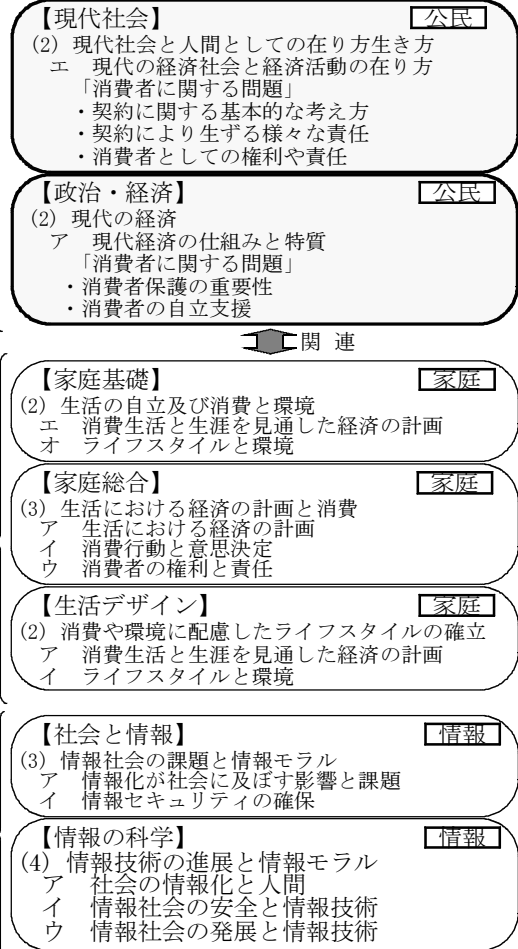 【現代社会】 公民
(2) 現代社会と人間としての在り方生き方
エ 現代の経済社会と経済活動の在り方
「消費者に関する問題」
・契約に関する基本的な考え方
・契約により生ずる様々な責任
・消費者としての権利や責任
【政治・経済】 公民
(2) 現代の経済
ア 現代経済の仕組みと特質
「消費者に関する問題」
・消費者保護の重要性
・消費者の自立支援
関 連
【家庭基礎】 家庭
(2) 生活の自立及び消費と環境
エ 消費生活と生涯を見通した経済の計画
オ ライフスタイルと環境
【家庭総合】 家庭
(3) 生活における経済の計画と消費
ア 生活における経済の計画
イ 消費行動と意思決定
ウ 消費者の権利と責任
【生活デザイン】 家庭
(2) 消費や環境に配慮したライフスタイルの確立
ア 消費生活と生涯を見通した経済の計画
イ ライフスタイルと環境
【社会と情報】 情報
(3) 情報社会の課題と情報モラル
ア 情報化が社会に及ぼす影響と課題
イ 情報セキュリティの確保
【情報の科学】 情報
(4) 情報技術の進展と情報モラル
ア 社会の情報化と人間
イ 情報社会の安全と情報技術
ウ 情報社会の発展と情報技術